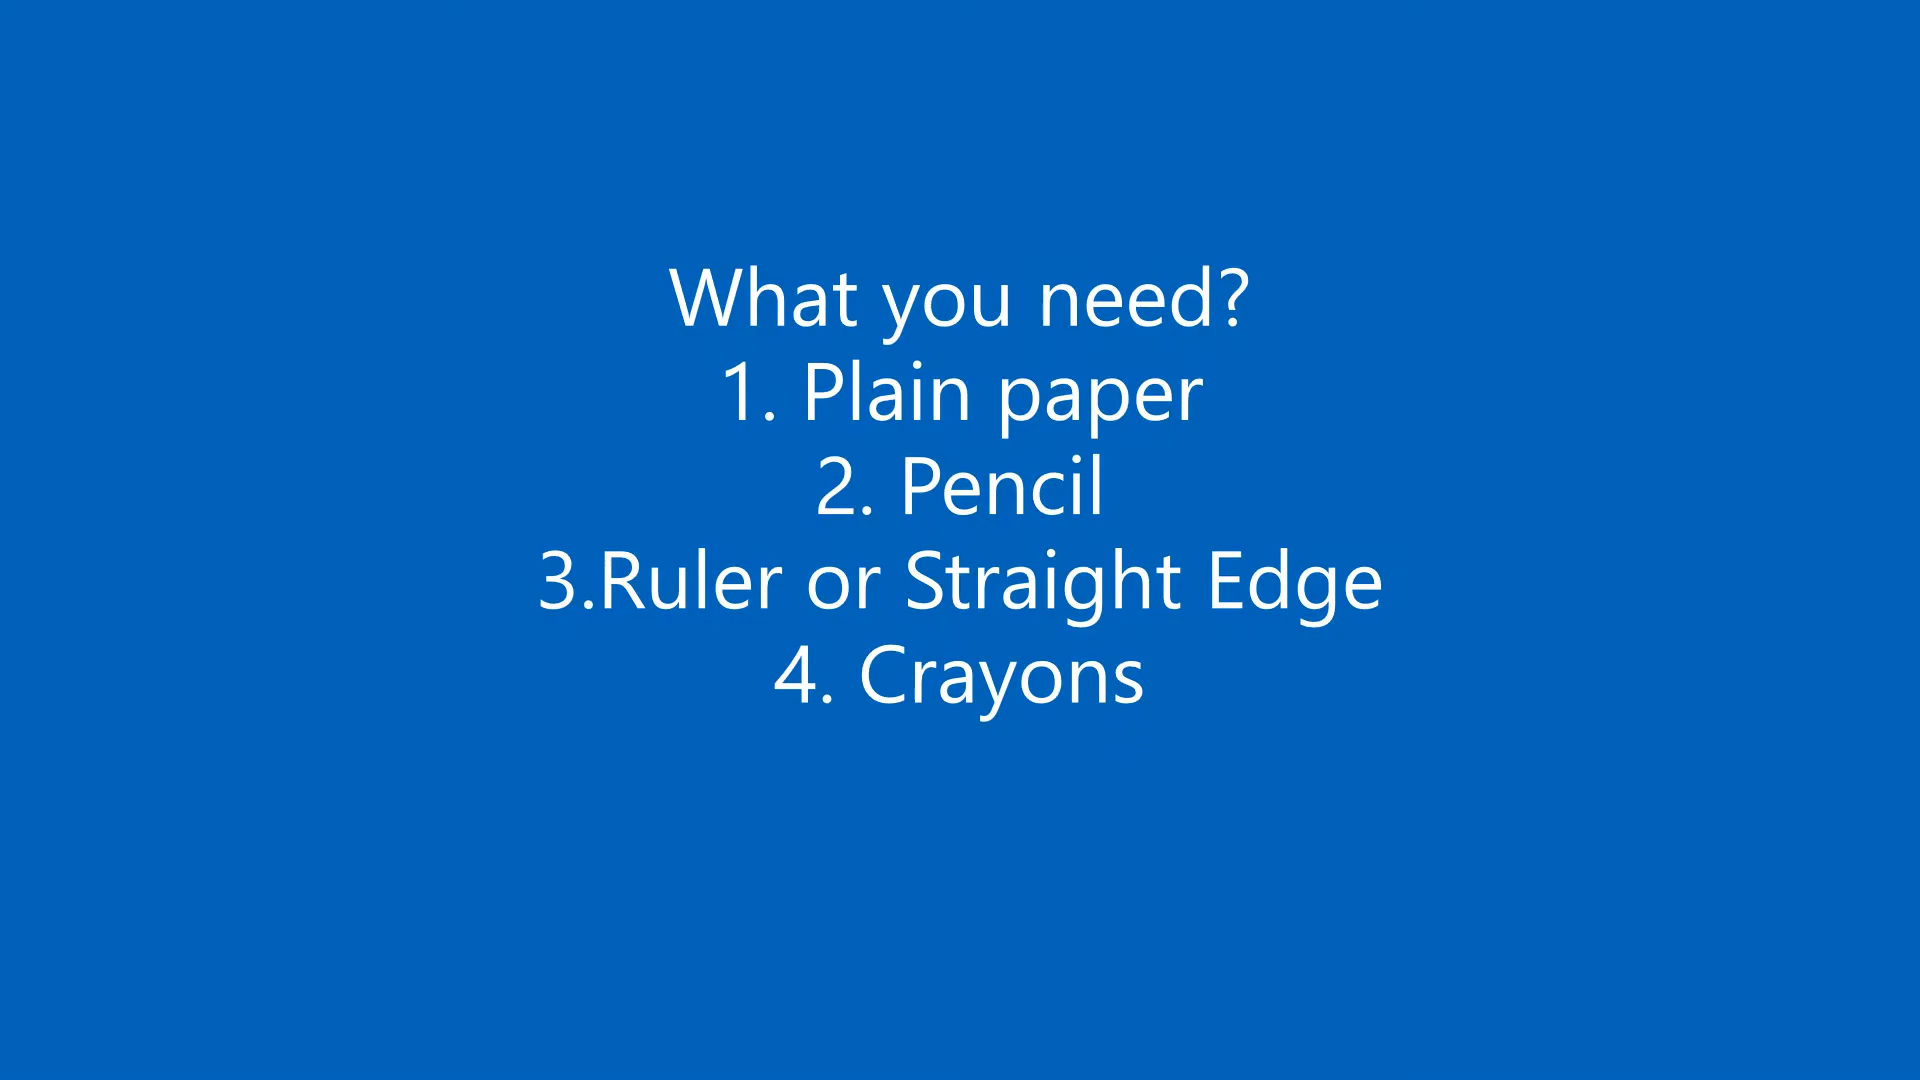 What you need?
1. Plain paper
2. Pencil
3.Ruler or Straight Edge
4. Crayons